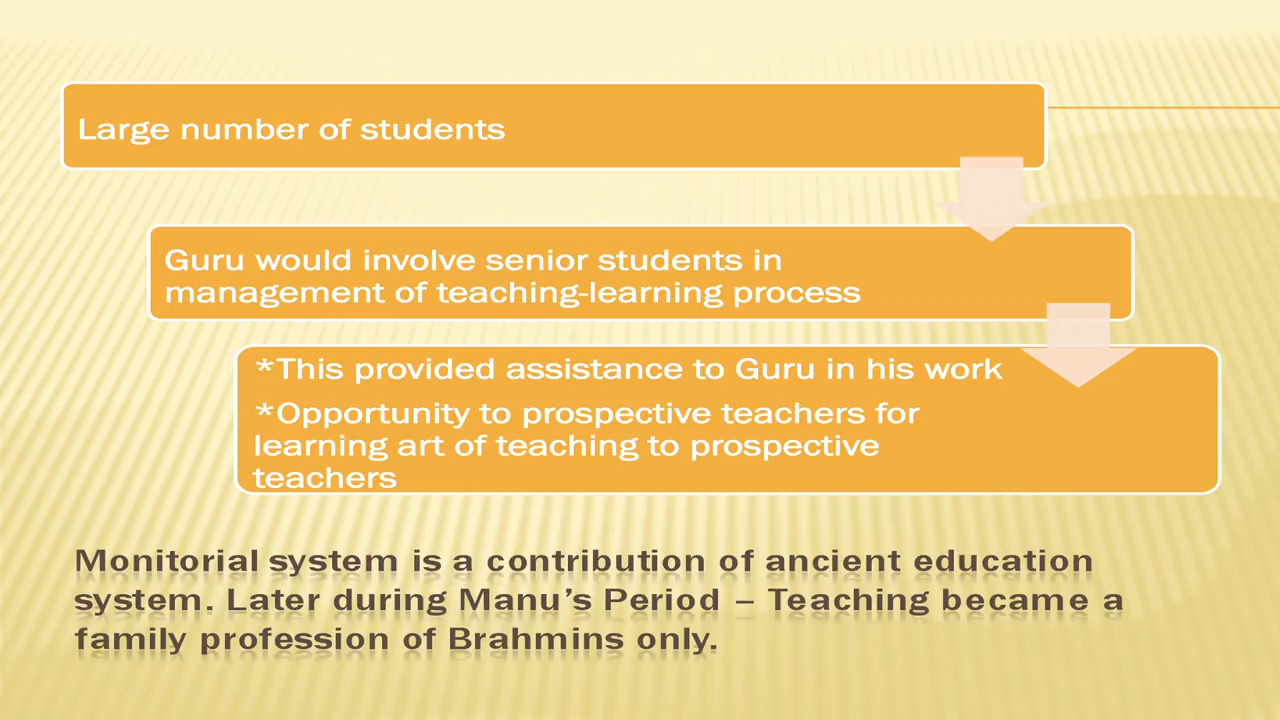 Large number of students
Guru would involve senior students in
management of teaching-learning process
*This provided assistance to Guru in his work
*Opportunity to prospective teachers for
learning art of teaching to prospective
teachers
Monitorial system is a contribution of ancient education
system. Later during Manu’s Period – Teaching became a
family profession of Brahmins only.